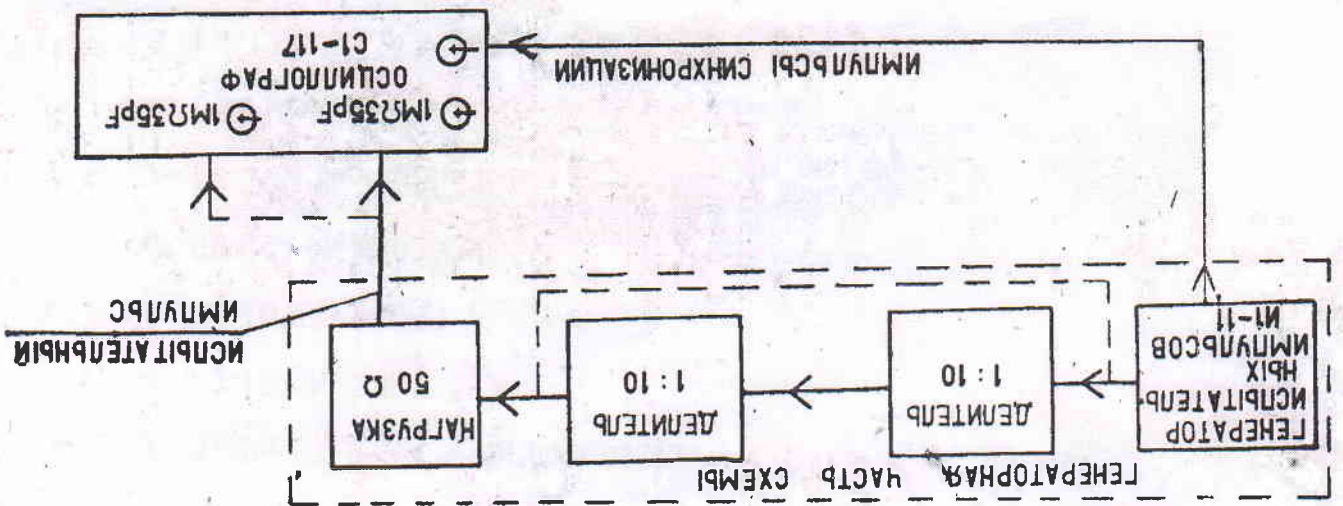 ГЕНЕРАТОРНАЯ ЧАСТЬ СХЕМЫ
ГЕНЕРАТОР
ИСПЫТАТЕЛЬ
НЫХ
ИМПУЛЬСОВ
И1-11
ДЕЛИТЕЛЬ
1:10
ДЕЛИТЕЛЬ
1:10
НАГРУЗКА
50 Ω
ИСПЫТАТЕЛЬНЫЙ
ИМПУЛЬС
ИМПУЛЬСЫ СИНХРОНИЗАЦИИ
1MΩ35pF
1MΩ35pF
ОСЦИЛЛОГРАФ
С1-117